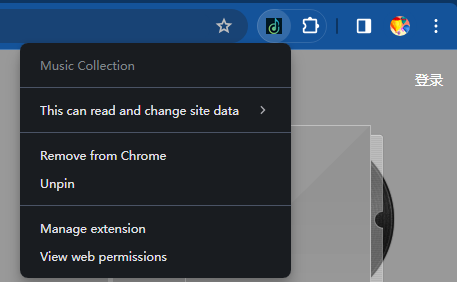 Music Collection
登录
This can read and change site data
Remove from Chrome
Unpin
Manage extension
View web permissions